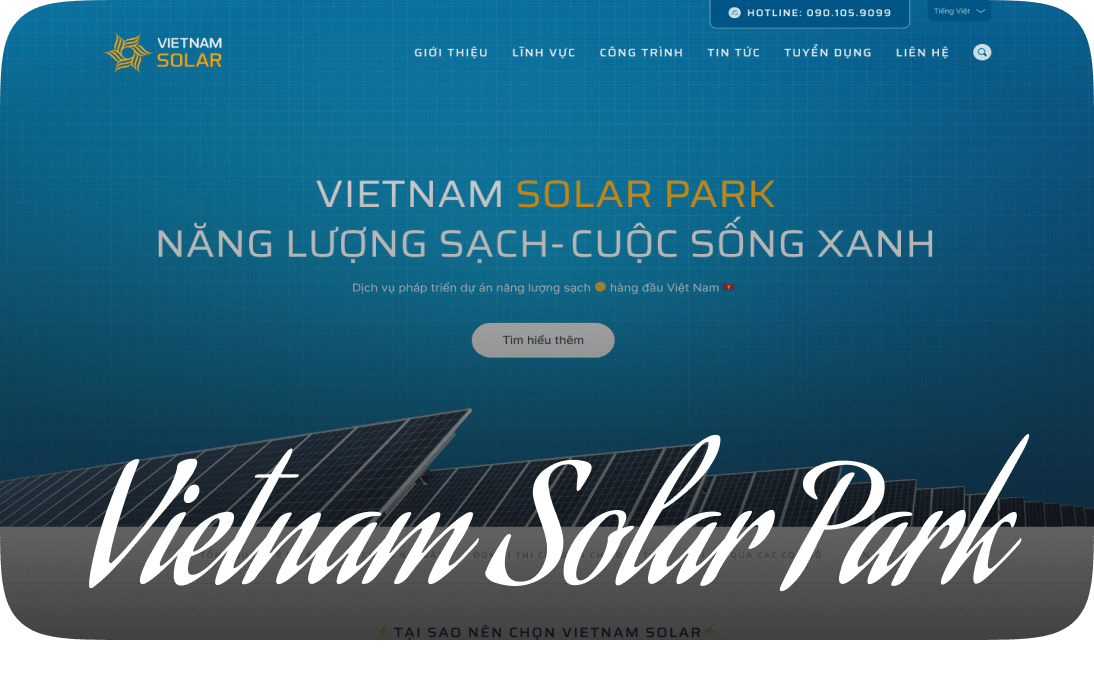 HOTLINE: 090.105.9099
Tiếng Việt
VIETNAM
SOLAR
GIỚI THIỆU LĨNH VỰC CÔNG TRÌNH TIN TỨC TUYỂN DỤNG LIÊN HỆ
VIETNAM SOLAR PARK
NĂNG LƯỢNG SẠCH-CUỘC SỐNG XANH
Dịch vụ pháp triển dự án năng lượng sạch hàng đầu Việt Nam
Tìm hiểu thêm
Vietnam Solar Park
TẠI SAO NÊN CHỌN VIETNAM SOLAR